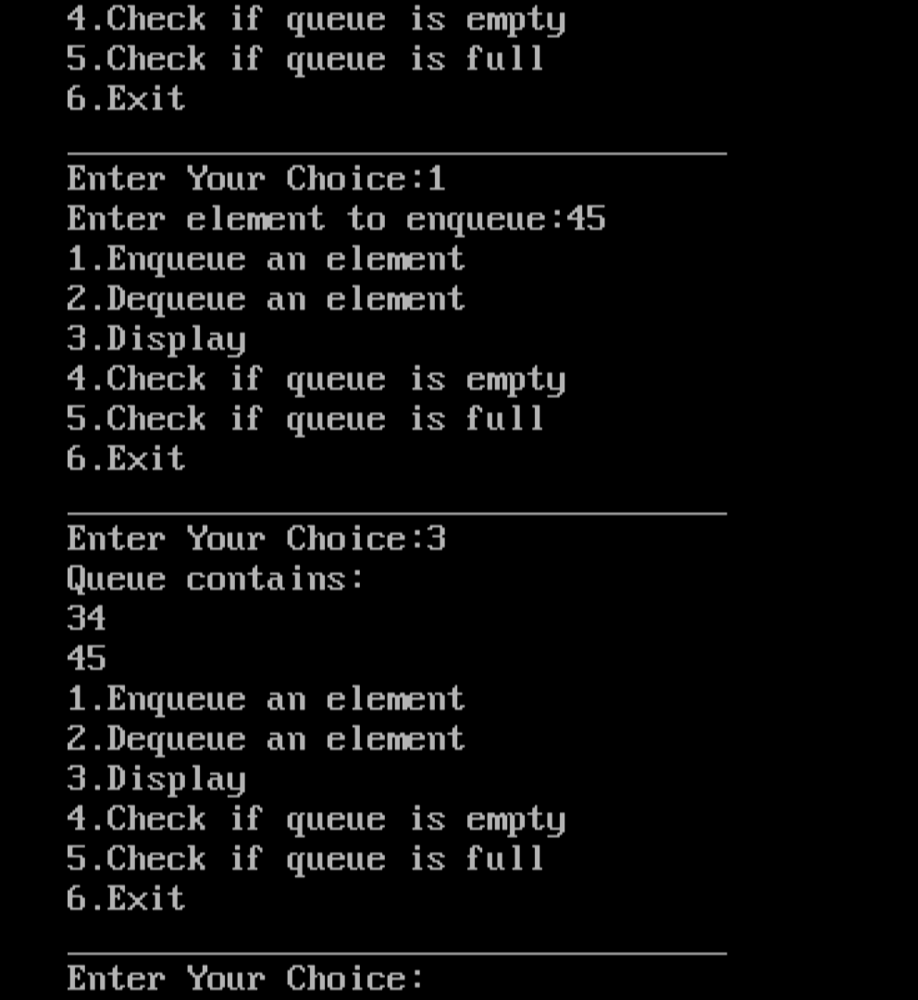 4.Check if queue is empty
5.Check if queue is full
6.Exit
_________________________________
Enter Your Choice:1
Enter element to enqueue:45
1.Enqueue an element
2.Dequeue an element
3.Display
4.Check if queue is empty
5.Check if queue is full
6.Exit
_________________________________
Enter Your Choice:3
Queue contains:
34
45
1.Enqueue an element
2.Dequeue an element
3.Display
4.Check if queue is empty
5.Check if queue is full
6.Exit
_________________________________
Enter Your Choice: